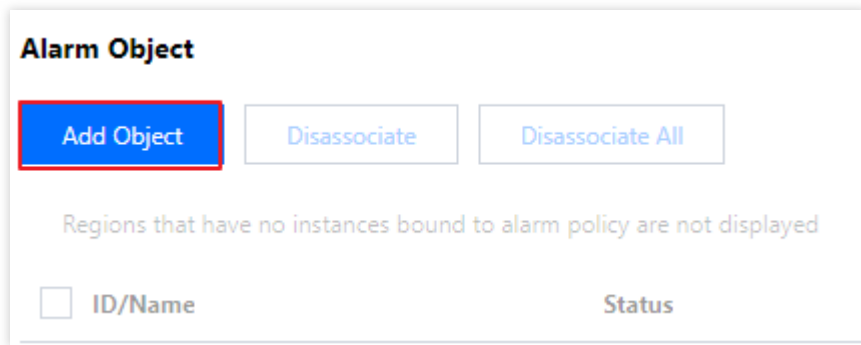 Alarm Object
Add Object Disassociate Disassociate All
Regions that have no instances bound to alarm policy are not displayed
ID/Name Status